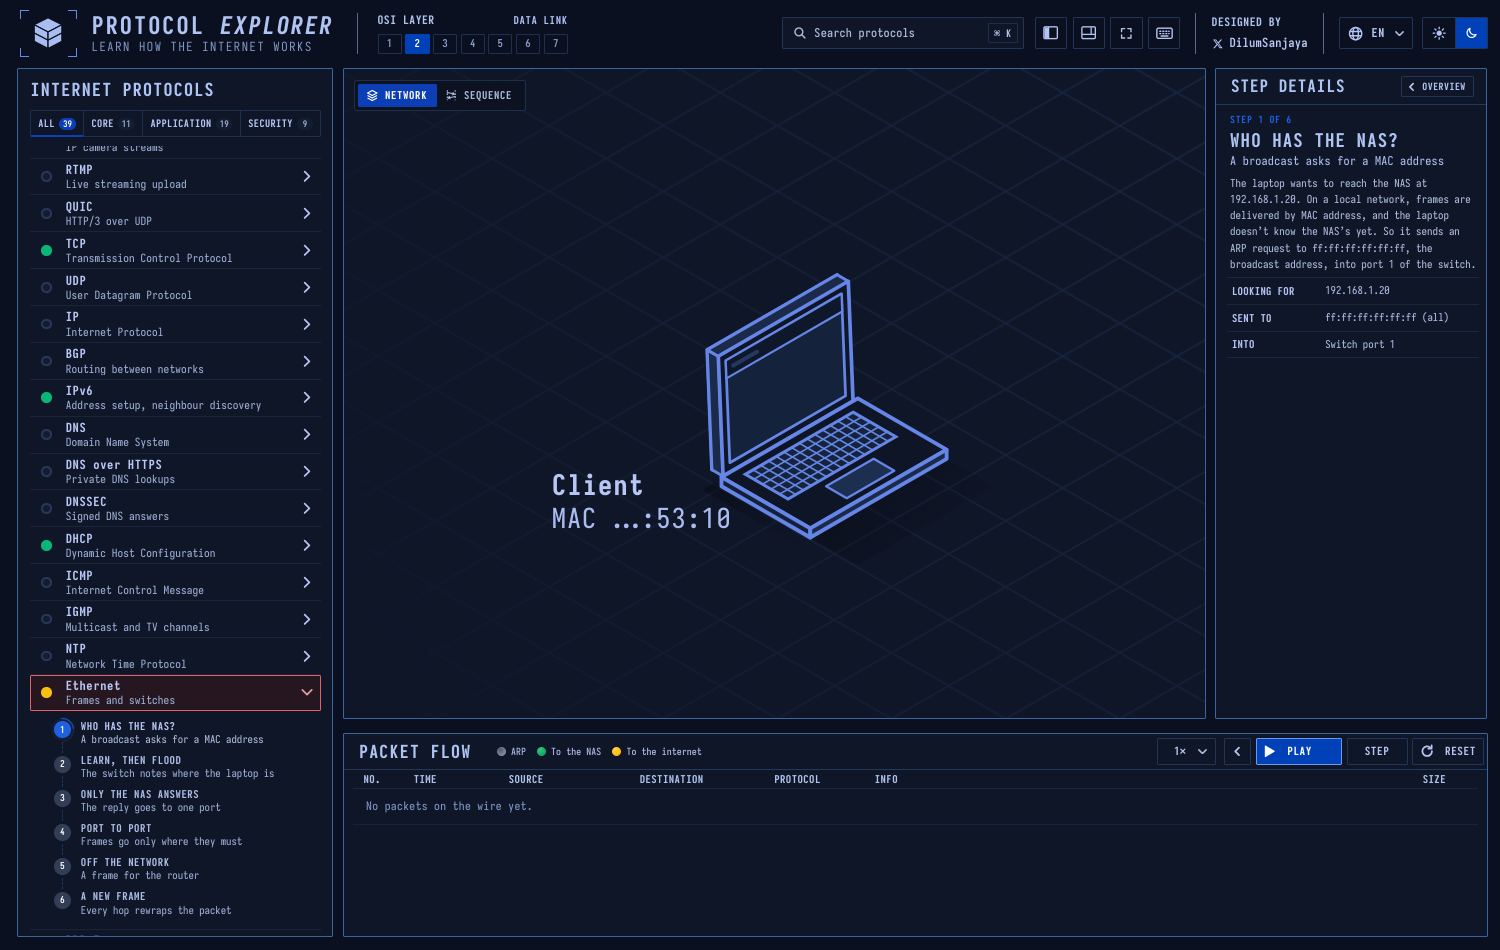 PROTOCOL EXPLORER
LEARN HOW THE INTERNET WORKS
OSI LAYER DATA LINK
1 2 3 4 5 6 7
Search protocols ⌘ K
DESIGNED BY
DilumSanjaya
EN
INTERNET PROTOCOLS
ALL 39 CORE 11 APPLICATION 19 SECURITY 9
IP camera streams
RTMP
Live streaming upload
QUIC
HTTP/3 over UDP
TCP
Transmission Control Protocol
UDP
User Datagram Protocol
IP
Internet Protocol
BGP
Routing between networks
IPv6
Address setup, neighbour discovery
DNS
Domain Name System
DNS over HTTPS
Private DNS lookups
DNSSEC
Signed DNS answers
DHCP
Dynamic Host Configuration
ICMP
Internet Control Message
IGMP
Multicast and TV channels
NTP
Network Time Protocol
Ethernet
Frames and switches
1 WHO HAS THE NAS?
A broadcast asks for a MAC address
2 LEARN, THEN FLOOD
The switch notes where the laptop is
3 ONLY THE NAS ANSWERS
The reply goes to one port
4 PORT TO PORT
Frames go only where they must
5 OFF THE NETWORK
A frame for the router
6 A NEW FRAME
Every hop rewraps the packet
NETWORK SEQUENCE
Client
MAC …:53:10
STEP DETAILS OVERVIEW
STEP 1 OF 6
WHO HAS THE NAS?
A broadcast asks for a MAC address
The laptop wants to reach the NAS at
192.168.1.20. On a local network, frames are
delivered by MAC address, and the laptop
doesn’t know the NAS’s yet. So it sends an
ARP request to ff:ff:ff:ff:ff:ff, the
broadcast address, into port 1 of the switch.
LOOKING FOR 192.168.1.20
SENT TO ff:ff:ff:ff:ff:ff (all)
INTO Switch port 1
PACKET FLOW ARP To the NAS To the internet
1× PLAY STEP RESET
NO. TIME SOURCE DESTINATION PROTOCOL INFO SIZE
No packets on the wire yet.